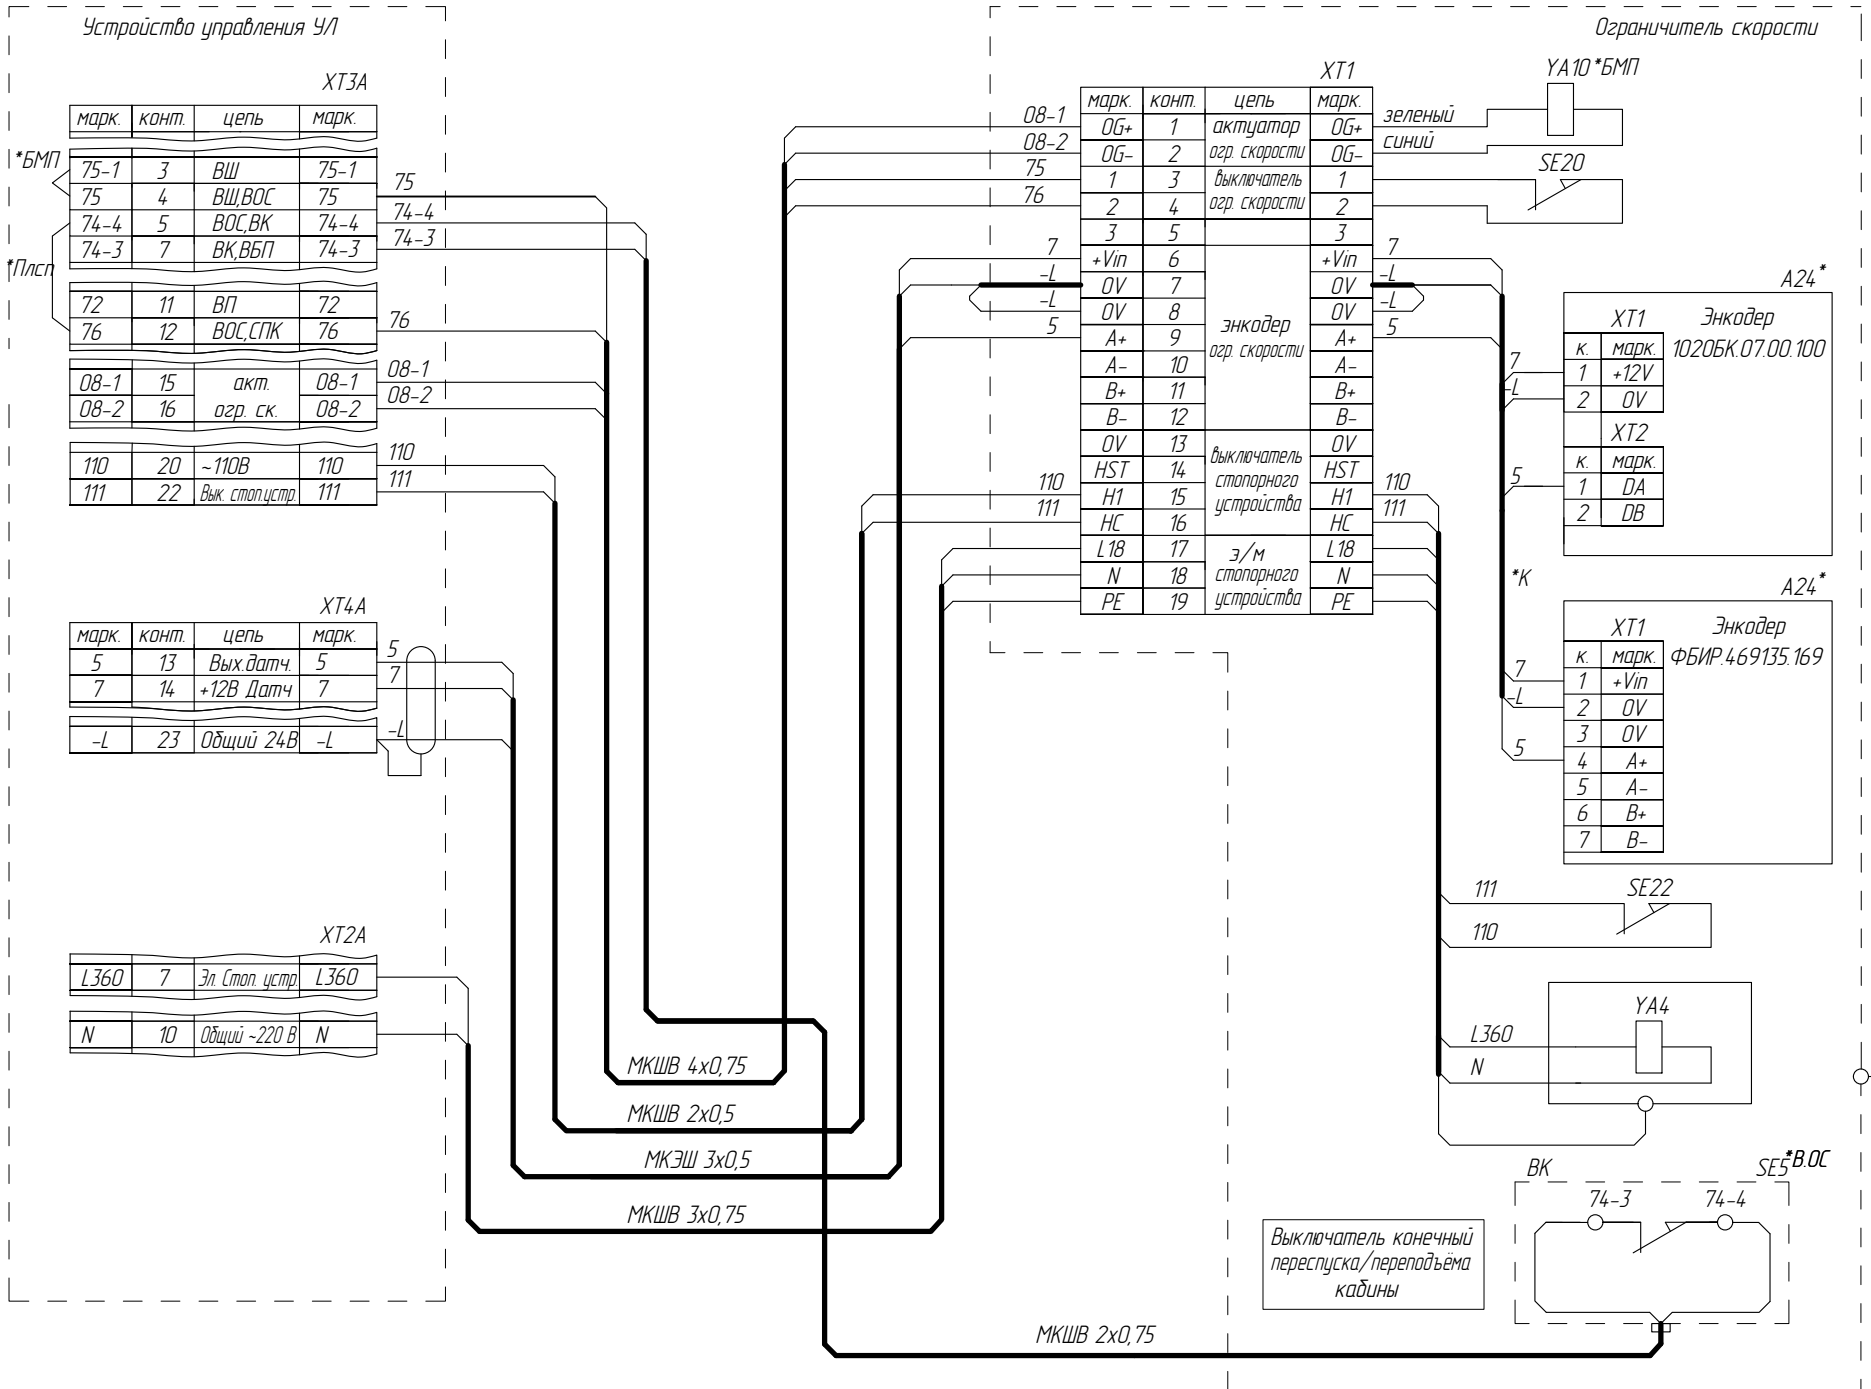 Устройство управления УЛ
ХТ3А
марк. конт. цепь марк.
*БМП
75-1 3 ВШ 75-1
75 4 ВШ,ВОС 75 75
74-4 5 ВОС,ВК 74-4 74-4
74-3 7 ВК,ВБП 74-3 74-3
*Плсп
72 11 ВП 72
76 12 ВОС,СПК 76 76
08-1 15 акт. 08-1 08-1
08-2 16 огр. ск. 08-2 08-2
110 20 ~110В 110 110
111 22 Вык. стоп.устр. 111 111
ХТ4А
марк. конт. цепь марк.
5 13 Вых.датч. 5 5
7 14 +12В Датч 7 7
-L 23 Общий 24В -L -L
ХТ2А
L360 7 Эл. Стоп. устр. L360
N 10 Общий ~220 В N
МКШВ 4х0,75
МКШВ 2х0,5
МКЭШ 3х0,5
МКШВ 3х0,75
МКШВ 2х0,75
Ограничитель скорости
ХТ1
марк. конт. цепь марк.
08-1 OG+ 1 актуатор OG+ зеленый
08-2 OG- 2 огр. скорости OG- синий
75 1 3 выключатель 1
76 2 4 огр. скорости 2
3 5 3
7 +Vin 6 +Vin 7
-L 0V 7 0V -L
-L 0V 8 энкодер 0V -L
5 A+ 9 огр. скорости A+ 5
A- 10 A-
B+ 11 B+
B- 12 B-
0V 13 выключатель 0V
HST 14 стопорного HST
110 H1 15 устройства H1 110
111 HC 16 HC 111
L18 17 э/м L18
N 18 стопорного N
PE 19 устройства PE
YA10 *БМП
SE20
A24*
ХТ1 Энкодер
к. марк. 1020БК.07.00.100
7 1 +12V
-L 2 0V
ХТ2
к. марк.
5 1 DA
2 DB
*К
A24*
ХТ1 Энкодер
к. марк. ФБИР.469135.169
7 1 +Vin
-L 2 0V
3 0V
5 4 A+
5 A-
6 B+
7 B-
111 SE22
110
YA4
L360
N
ВК SE5 *В.ОС
74-3 74-4
Выключатель конечный
переспуска/переподъёма
кабины